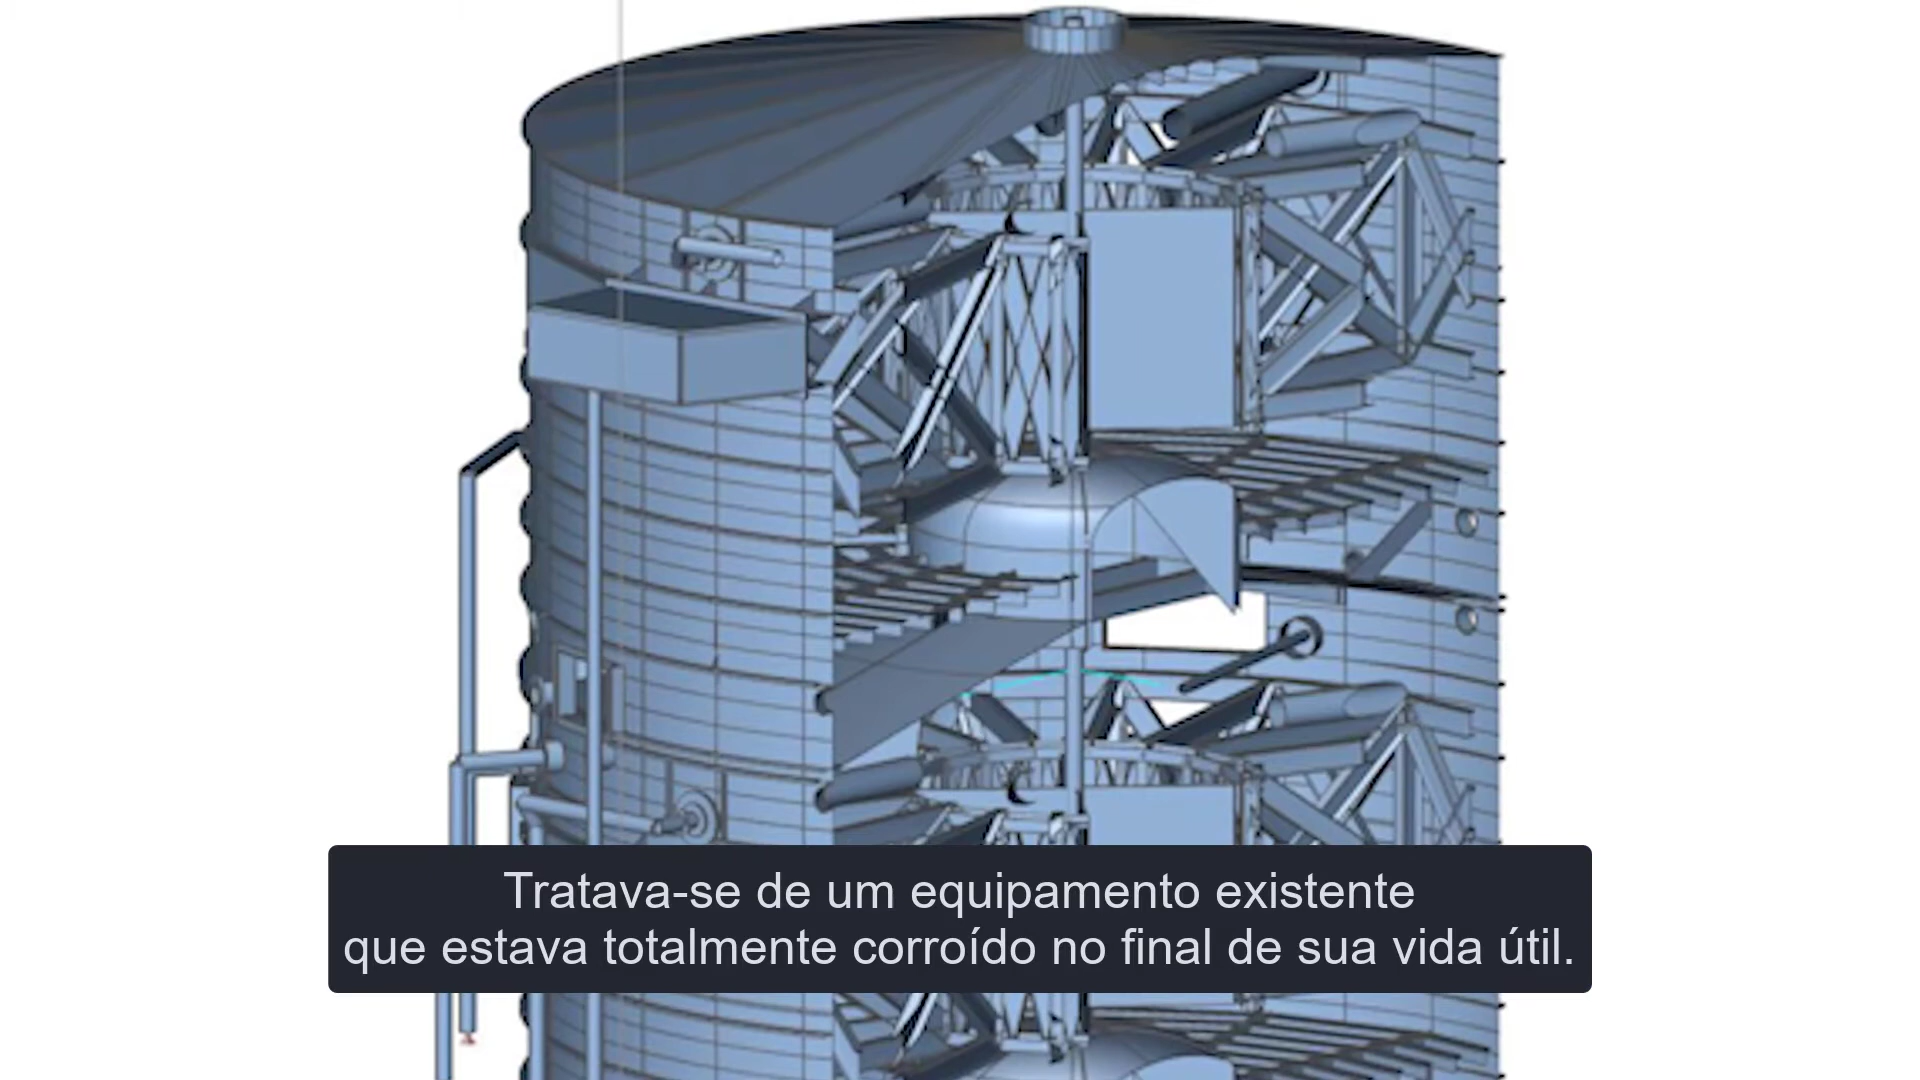 Tratava-se de um equipamento existente
que estava totalmente corroído no final de sua vida útil.